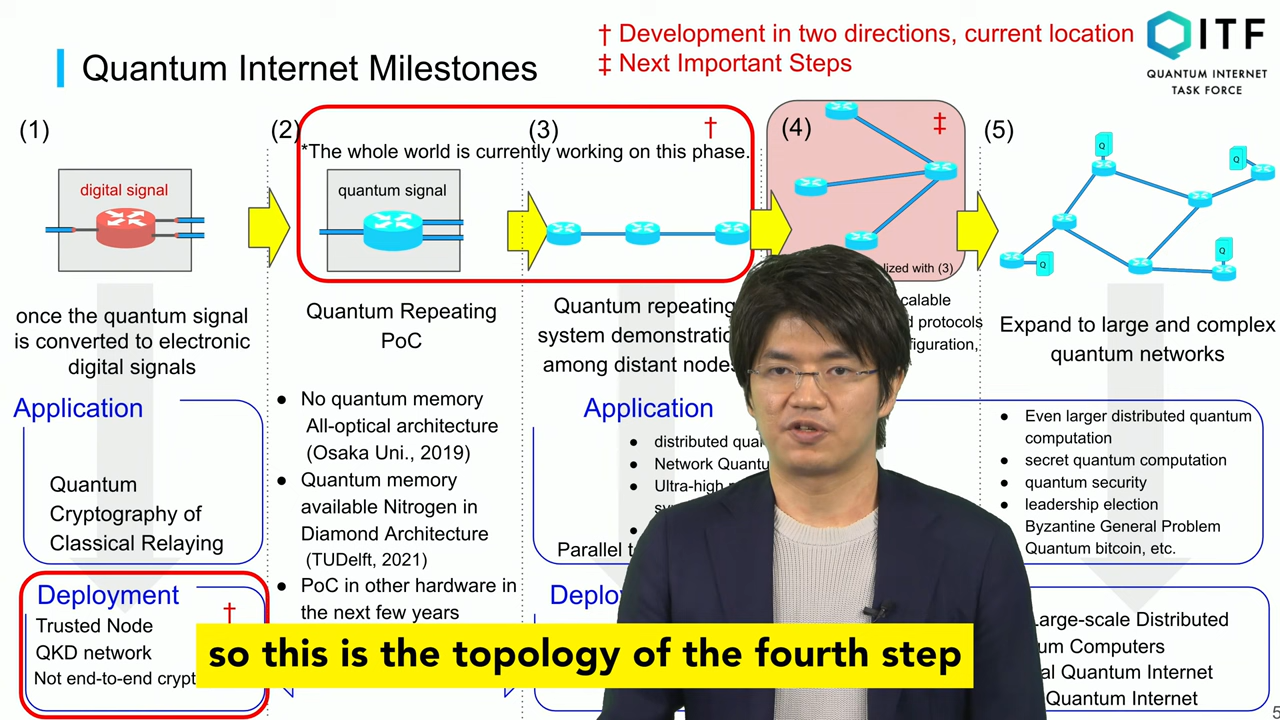 † Development in two directions, current location
‡ Next Important Steps
QITF
QUANTUM INTERNET
TASK FORCE
Quantum Internet Milestones
(1)
digital signal
once the quantum signal
is converted to electronic
digital signals
Application
Quantum
Cryptography of
Classical Relaying
Deployment
†
Trusted Node
QKD network
Not end-to-end crypt
(2)
*The whole world is currently working on this phase.
quantum signal
Quantum Repeating
PoC
● No quantum memory
All-optical architecture
(Osaka Uni., 2019)
● Quantum memory
available Nitrogen in
Diamond Architecture
(TUDelft, 2021)
● PoC in other hardware in
the next few years
(3)
†
Quantum repeating
system demonstratio
among distant nodes
Application
● distributed qua
● Network Quantu
● Ultra-high
●
Parallel t
Deplo
(4)
‡
lized with (3)
calable
protocols
figuration,
(5)
Q
Q
Q
Q
Expand to large and complex
quantum networks
● Even larger distributed quantum
computation
● secret quantum computation
● quantum security
● leadership election
Byzantine General Problem
Quantum bitcoin, etc.
Large-scale Distributed
um Computers
al Quantum Internet
Quantum Internet
so this is the topology of the fourth step
5